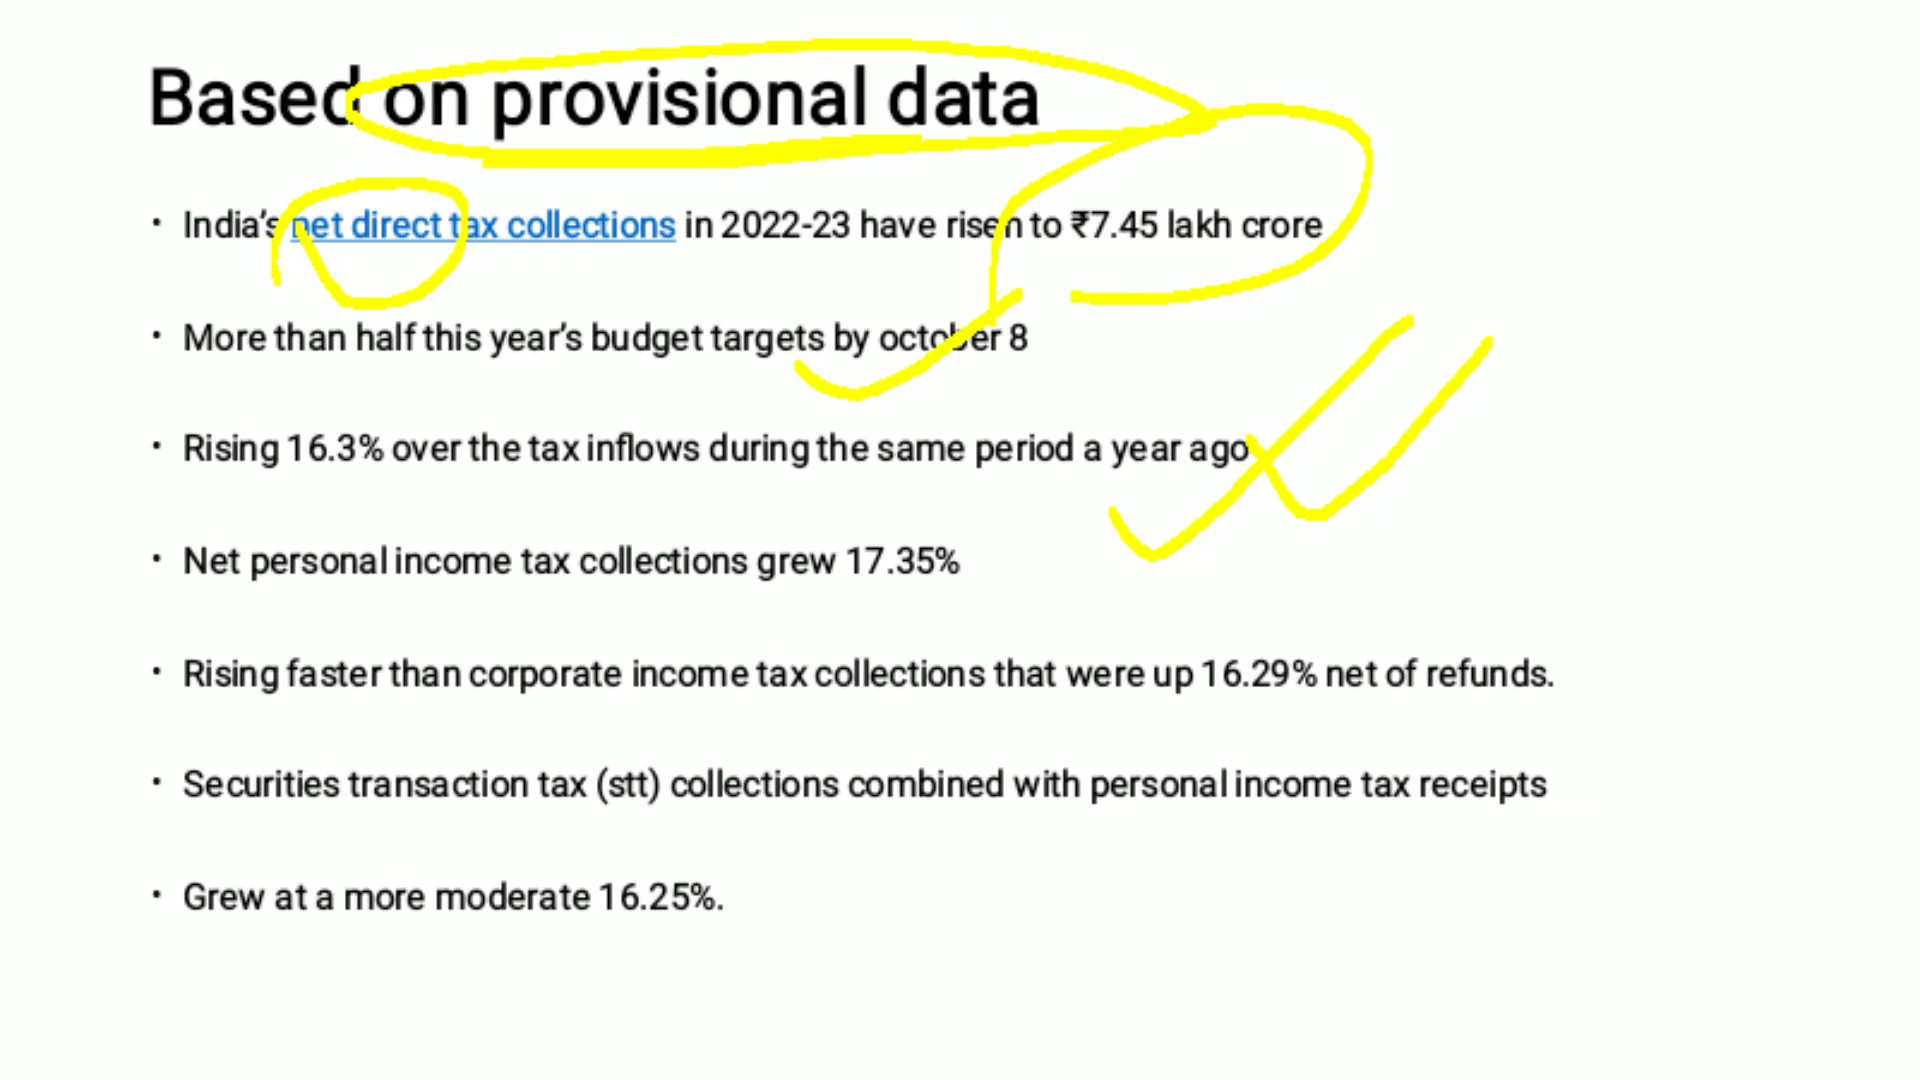 Based on provisional data
• India's net direct tax collections in 2022-23 have risen to ₹7.45 lakh crore
• More than half this year's budget targets by october 8
• Rising 16.3% over the tax inflows during the same period a year ago
• Net personal income tax collections grew 17.35%
• Rising faster than corporate income tax collections that were up 16.29% net of refunds.
• Securities transaction tax (stt) collections combined with personal income tax receipts
• Grew at a more moderate 16.25%.